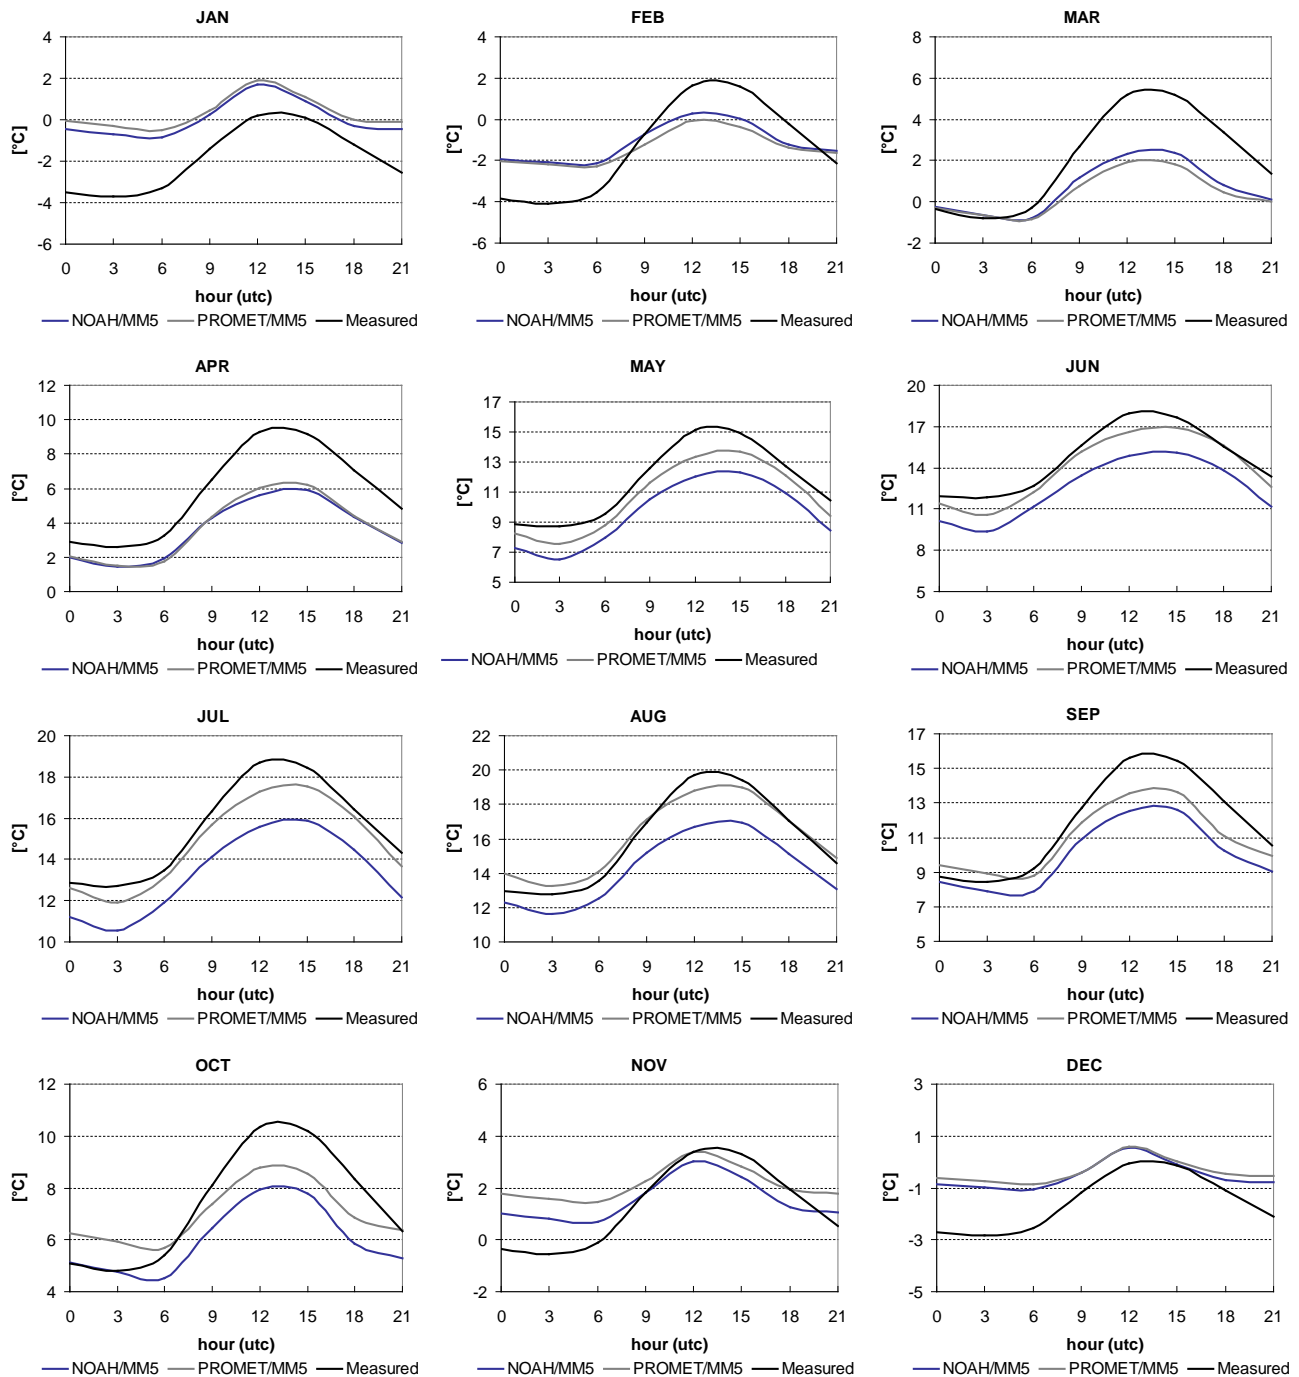 JAN
4
2
0
-2
-4
-6
[°C]
0 3 6 9 12 15 18 21
hour (utc)
NOAH/MM5 PROMET/MM5 Measured
FEB
4
2
0
-2
-4
-6
[°C]
0 3 6 9 12 15 18 21
hour (utc)
NOAH/MM5 PROMET/MM5 Measured
MAR
8
6
4
2
0
-2
[°C]
0 3 6 9 12 15 18 21
hour (utc)
NOAH/MM5 PROMET/MM5 Measured
APR
12
10
8
6
4
2
0
[°C]
0 3 6 9 12 15 18 21
hour (utc)
NOAH/MM5 PROMET/MM5 Measured
MAY
17
15
13
11
9
7
5
[°C]
0 3 6 9 12 15 18 21
hour (utc)
NOAH/MM5 PROMET/MM5 Measured
JUN
20
17
14
11
8
5
[°C]
0 3 6 9 12 15 18 21
hour (utc)
NOAH/MM5 PROMET/MM5 Measured
JUL
20
18
16
14
12
10
[°C]
0 3 6 9 12 15 18 21
hour (utc)
NOAH/MM5 PROMET/MM5 Measured
AUG
22
20
18
16
14
12
10
[°C]
0 3 6 9 12 15 18 21
hour (utc)
NOAH/MM5 PROMET/MM5 Measured
SEP
17
15
13
11
9
7
5
[°C]
0 3 6 9 12 15 18 21
hour (utc)
NOAH/MM5 PROMET/MM5 Measured
OCT
12
10
8
6
4
[°C]
0 3 6 9 12 15 18 21
hour (utc)
NOAH/MM5 PROMET/MM5 Measured
NOV
6
4
2
0
-2
[°C]
0 3 6 9 12 15 18 21
hour (utc)
NOAH/MM5 PROMET/MM5 Measured
DEC
3
1
-1
-3
-5
[°C]
0 3 6 9 12 15 18 21
hour (utc)
NOAH/MM5 PROMET/MM5 Measured